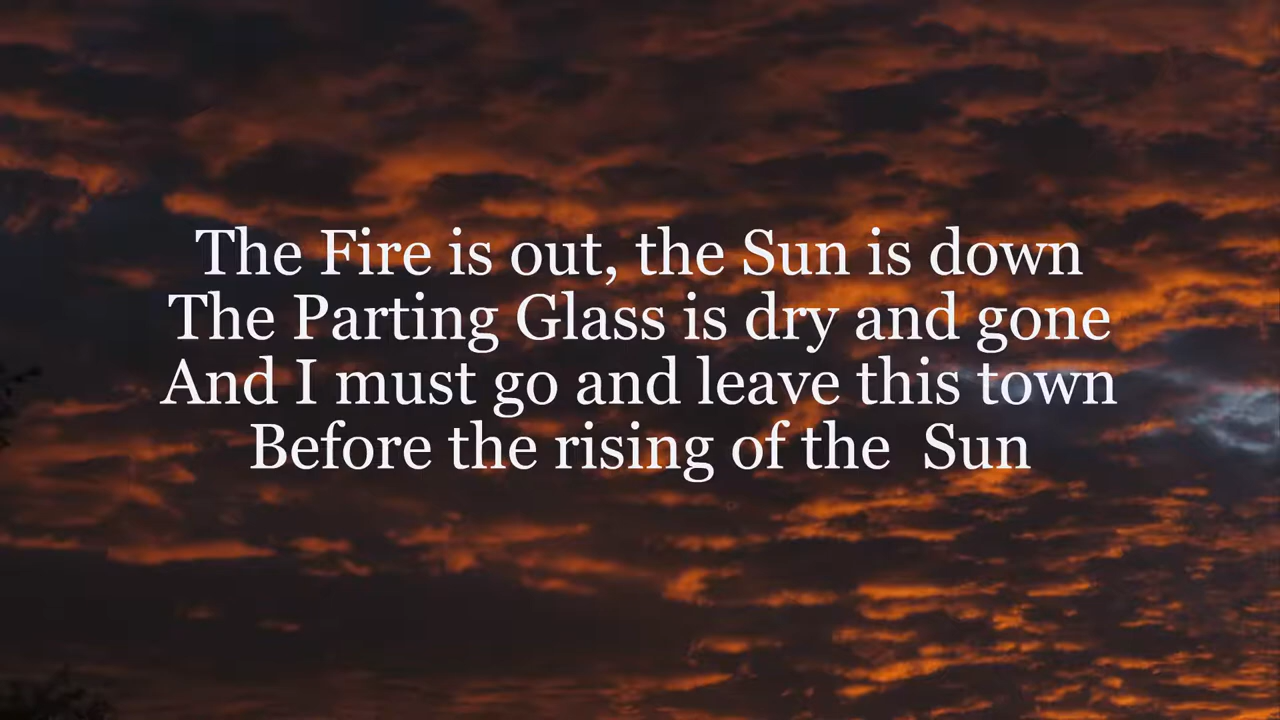 The Fire is out, the Sun is down
The Parting Glass is dry and gone
And I must go and leave this town
Before the rising of the  Sun